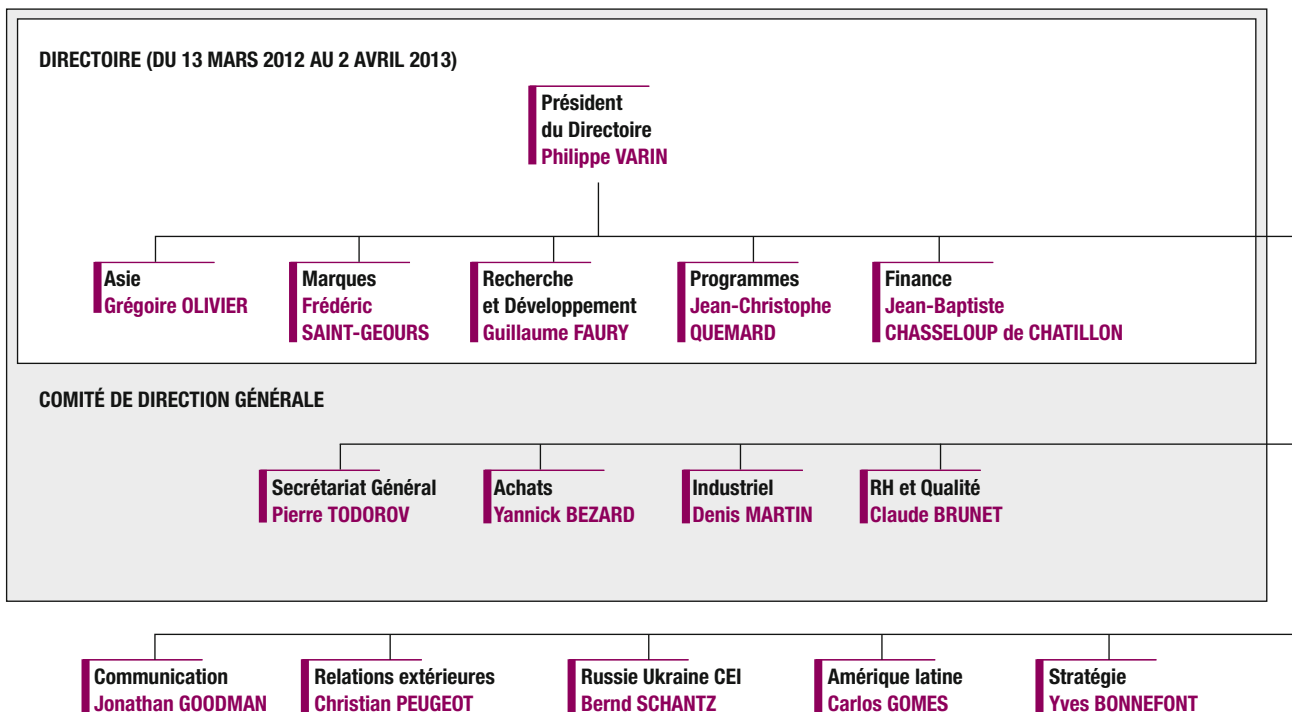 DIRECTOIRE (DU 13 MARS 2012 AU 2 AVRIL 2013)
Président
du Directoire
Philippe VARIN
Asie
Grégoire OLIVIER
Marques
Frédéric
SAINT-GEOURS
Recherche
et Développement
Guillaume FAURY
Programmes
Jean-Christophe
QUEMARD
Finance
Jean-Baptiste
CHASSELOUP de CHATILLON
COMITÉ DE DIRECTION GÉNÉRALE
Secrétariat Général
Pierre TODOROV
Achats
Yannick BEZARD
Industriel
Denis MARTIN
RH et Qualité
Claude BRUNET
Communication
Jonathan GOODMAN
Relations extérieures
Christian PEUGEOT
Russie Ukraine CEI
Bernd SCHANTZ
Amérique latine
Carlos GOMES
Stratégie
Yves BONNEFONT